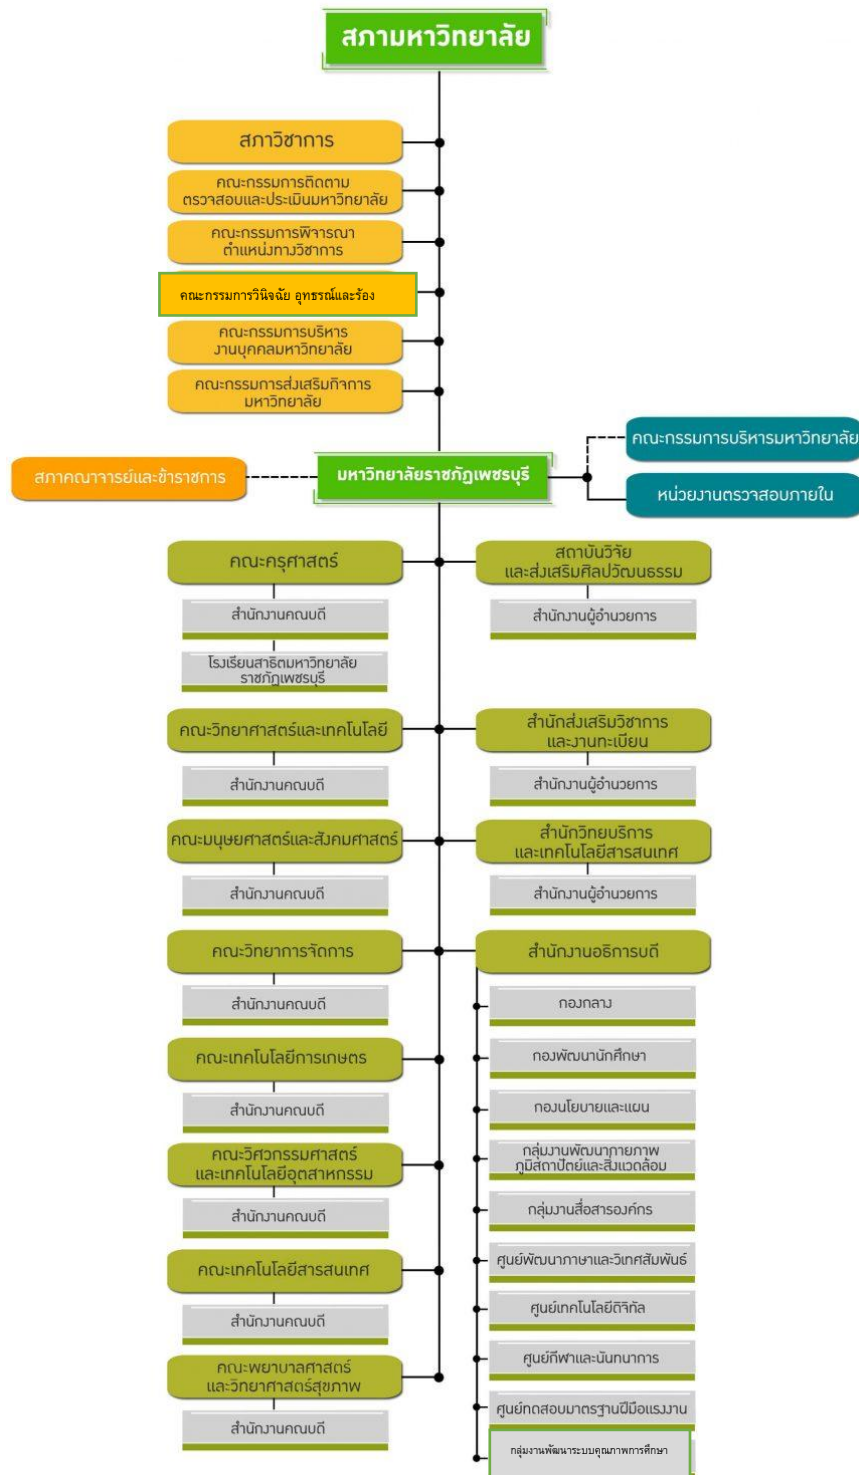 สภามหาวิทยาลัย
สภาวิชาการ
คณะกรรมการติดตาม
ตรวจสอบและประเมินมหาวิทยาลัย
คณะกรรมการพิจารณา
ตำแหน่งทางวิชาการ
คณะกรรมการวินิจฉัย อุทธรณ์และร้อง
คณะกรรมการบริหาร
งานบุคคลมหาวิทยาลัย
คณะกรรมการส่งเสริมกิจการ
มหาวิทยาลัย
คณะกรรมการบริหารมหาวิทยาลัย
สภาคณาจารย์และข้าราชการ
มหาวิทยาลัยราชภัฏเพชรบุรี
หน่วยงานตรวจสอบภายใน
คณะครุศาสตร์
สำนักงานคณบดี
โรงเรียนสาธิตมหาวิทยาลัย
ราชภัฏเพชรบุรี
สถาบันวิจัย
และส่งเสริมศิลปวัฒนธรรม
สำนักงานผู้อำนวยการ
คณะวิทยาศาสตร์และเทคโนโลยี
สำนักงานคณบดี
สำนักส่งเสริมวิชาการ
และงานทะเบียน
สำนักงานผู้อำนวยการ
คณะมนุษยศาสตร์และสังคมศาสตร์
สำนักงานคณบดี
สำนักวิทยบริการ
และเทคโนโลยีสารสนเทศ
สำนักงานผู้อำนวยการ
คณะวิทยาการจัดการ
สำนักงานคณบดี
คณะเทคโนโลยีการเกษตร
สำนักงานคณบดี
คณะวิศวกรรมศาสตร์
และเทคโนโลยีอุตสาหกรรม
สำนักงานคณบดี
คณะเทคโนโลยีสารสนเทศ
สำนักงานคณบดี
คณะพยาบาลศาสตร์
และวิทยาศาสตร์สุขภาพ
สำนักงานคณบดี
สำนักงานอธิการบดี
กองกลาง
กองพัฒนานักศึกษา
กองนโยบายและแผน
กลุ่มงานพัฒนากายภาพ
ภูมิสถาปัตย์และสิ่งแวดล้อม
กลุ่มงานสื่อสารองค์กร
ศูนย์พัฒนาภาษาและวิเทศสัมพันธ์
ศูนย์เทคโนโลยีดิจิทัล
ศูนย์กีฬาและนันทนาการ
ศูนย์ทดสอบมาตรฐานฝีมือแรงงาน
กลุ่มงานพัฒนาระบบคุณภาพการศึกษา